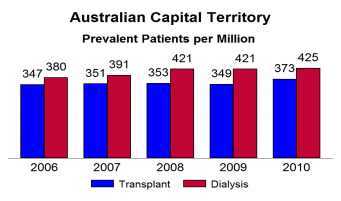 Australian Capital Territory
Prevalent Patients per Million
347 380 351 391 353 421 349 421 373 425
2006 2007 2008 2009 2010
Transplant Dialysis